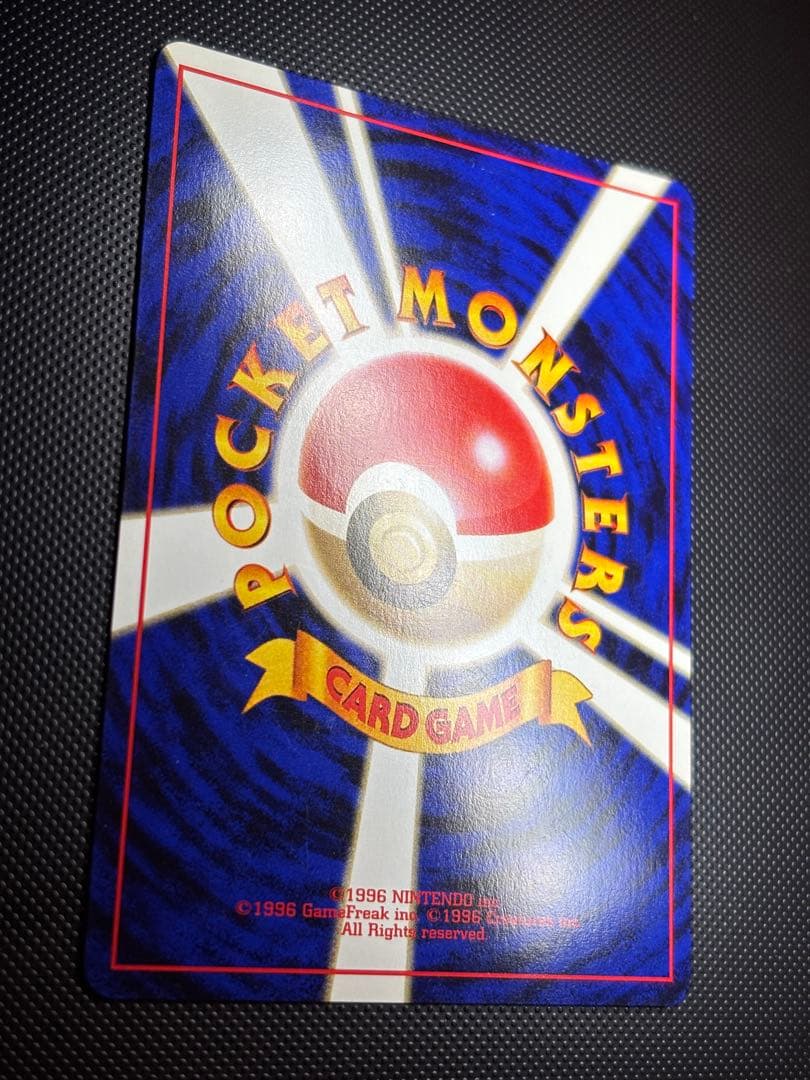 POCKET MONSTERS
CARD GAME
©1996 NINTENDO inc.
©1996 GameFreak inc. ©1996 Creatures inc.
All Rights reserved.